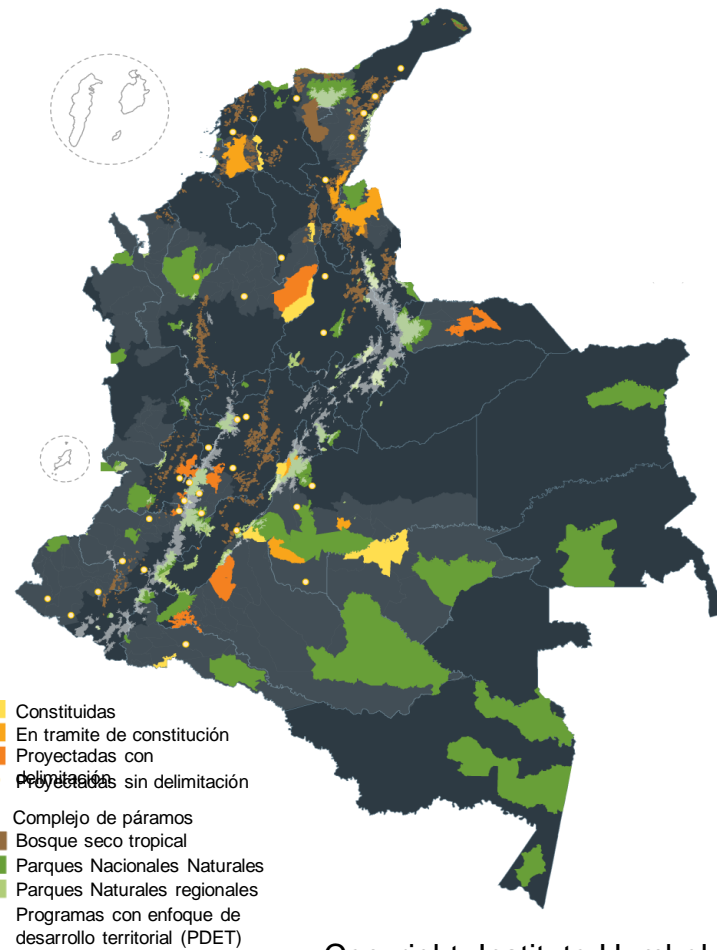 Constituidas
En tramite de constitución
Proyectadas con
delimitación
Proyectadas sin delimitación
Complejo de páramos
Bosque seco tropical
Parques Nacionales Naturales
Parques Naturales regionales
Programas con enfoque de
desarrollo territorial (PDET)